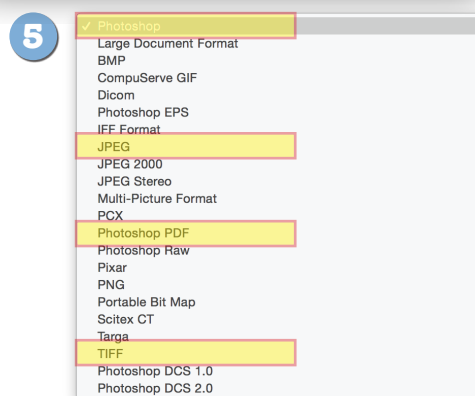 5
✓ Photoshop
Large Document Format
BMP
CompuServe GIF
Dicom
Photoshop EPS
IFF Format
JPEG
JPEG 2000
JPEG Stereo
Multi-Picture Format
PCX
Photoshop PDF
Photoshop Raw
Pixar
PNG
Portable Bit Map
Scitex CT
Targa
TIFF
Photoshop DCS 1.0
Photoshop DCS 2.0